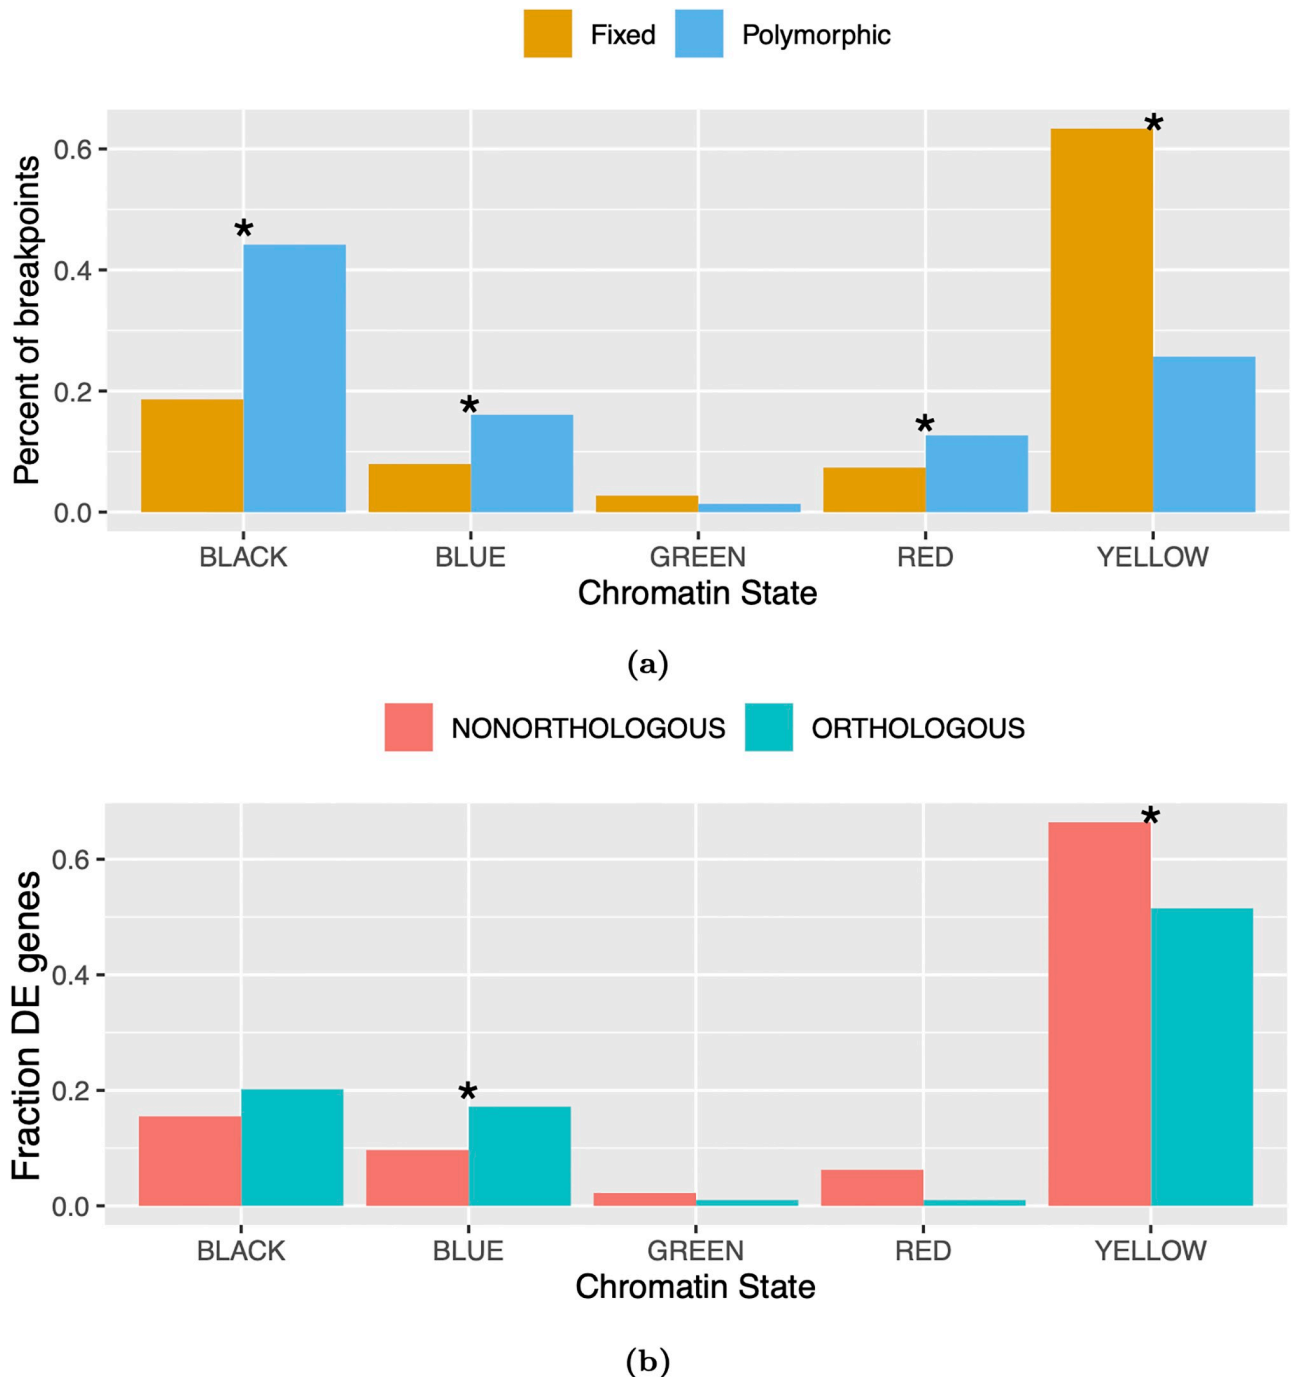 Fixed Polymorphic
Percent of breakpoints
0.6
0.4
0.2
0.0
*
*
*
*
BLACK BLUE GREEN RED YELLOW
Chromatin State
(a)
NONORTHOLOGOUS ORTHOLOGOUS
Fraction DE genes
0.6
0.4
0.2
0.0
*
*
BLACK BLUE GREEN RED YELLOW
Chromatin State
(b)